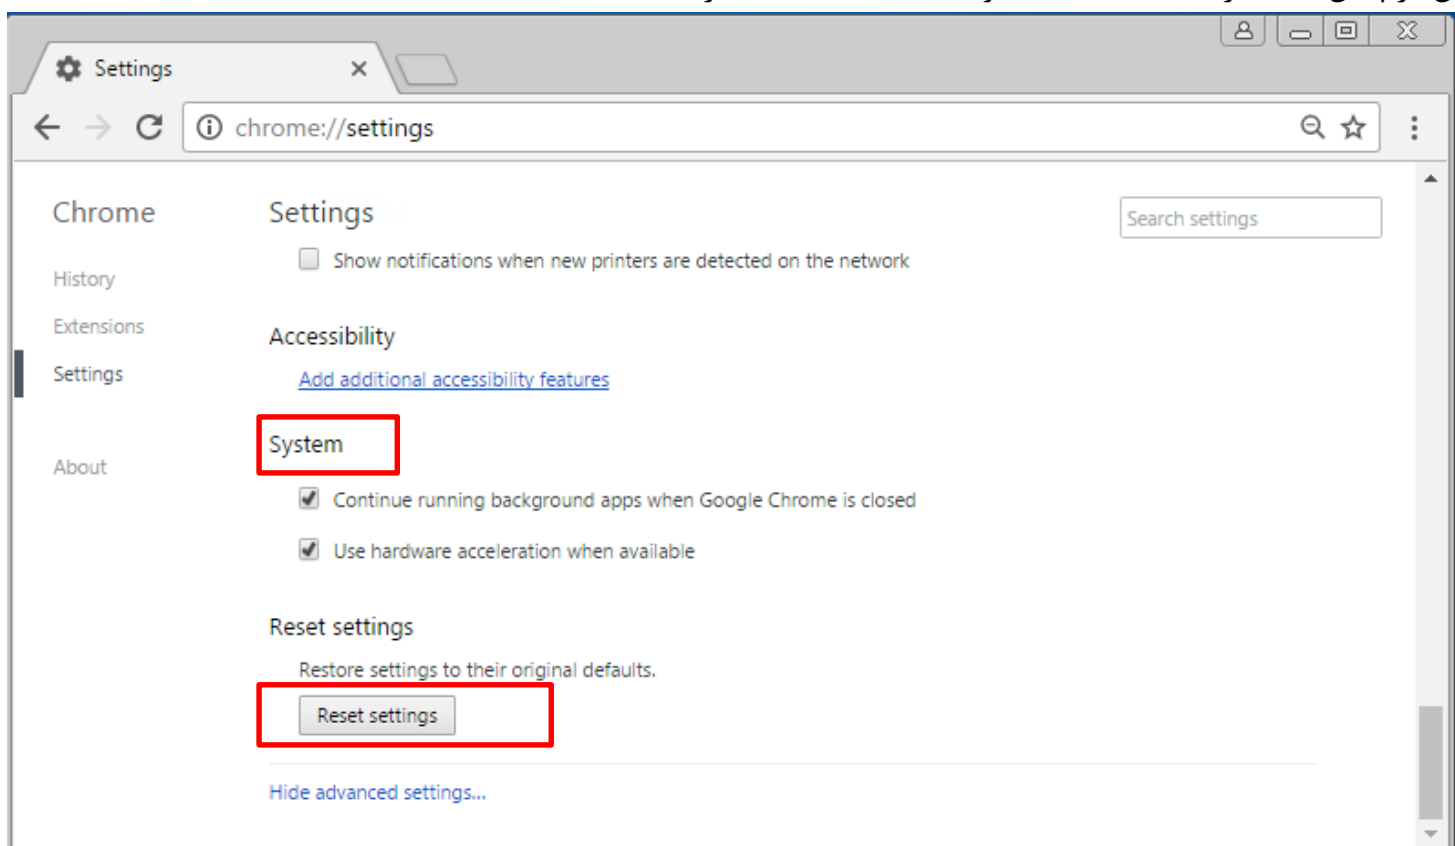 Settings
chrome://settings
Chrome
Settings
Search settings
Show notifications when new printers are detected on the network
History
Extensions
Accessibility
Settings
Add additional accessibility features
System
About
Continue running background apps when Google Chrome is closed
Use hardware acceleration when available
Reset settings
Restore settings to their original defaults.
Reset settings
Hide advanced settings...